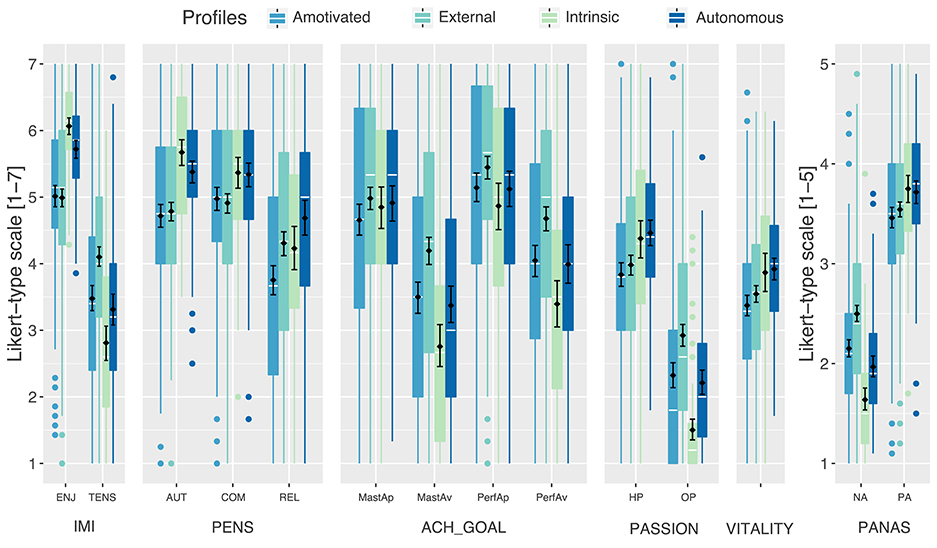 Profiles Amotivated External Intrinsic Autonomous
Likert-type scale [1–7]
7
6
5
4
3
2
1
Likert-type scale [1–5]
5
4
3
2
1
ENJ TENS AUT COM REL MastAp MastAv PerfAp PerfAv HP OP NA PA
IMI PENS ACH_GOAL PASSION VITALITY PANAS